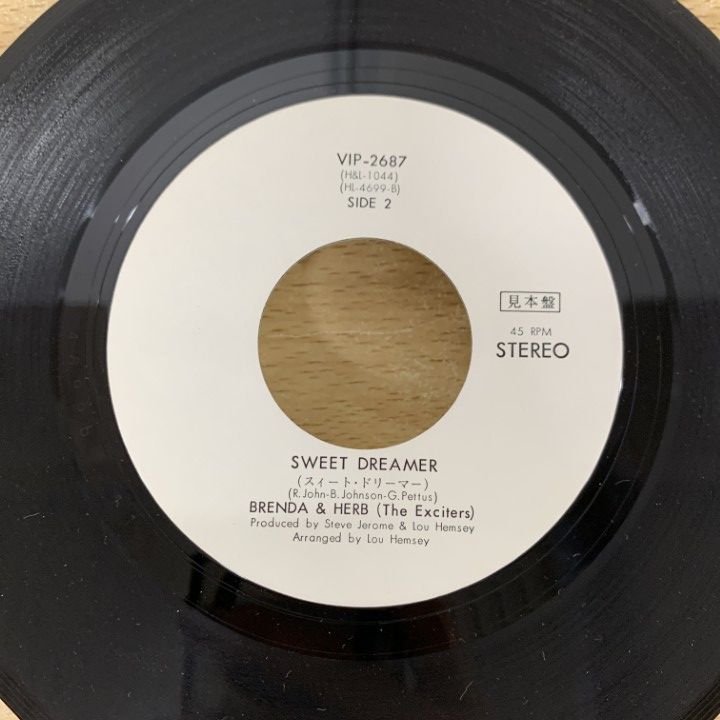 VIP-2687
(H&L-1044)
(HL-4699-B)
SIDE 2
見本盤
45 RPM
STEREO
SWEET DREAMER
(スィート・ドリーマー)
(R.John-B.Johnson-G.Pettus)
BRENDA & HERB (The Exciters)
Produced by Steve Jerome & Lou Hemsey
Arranged by Lou Hemsey